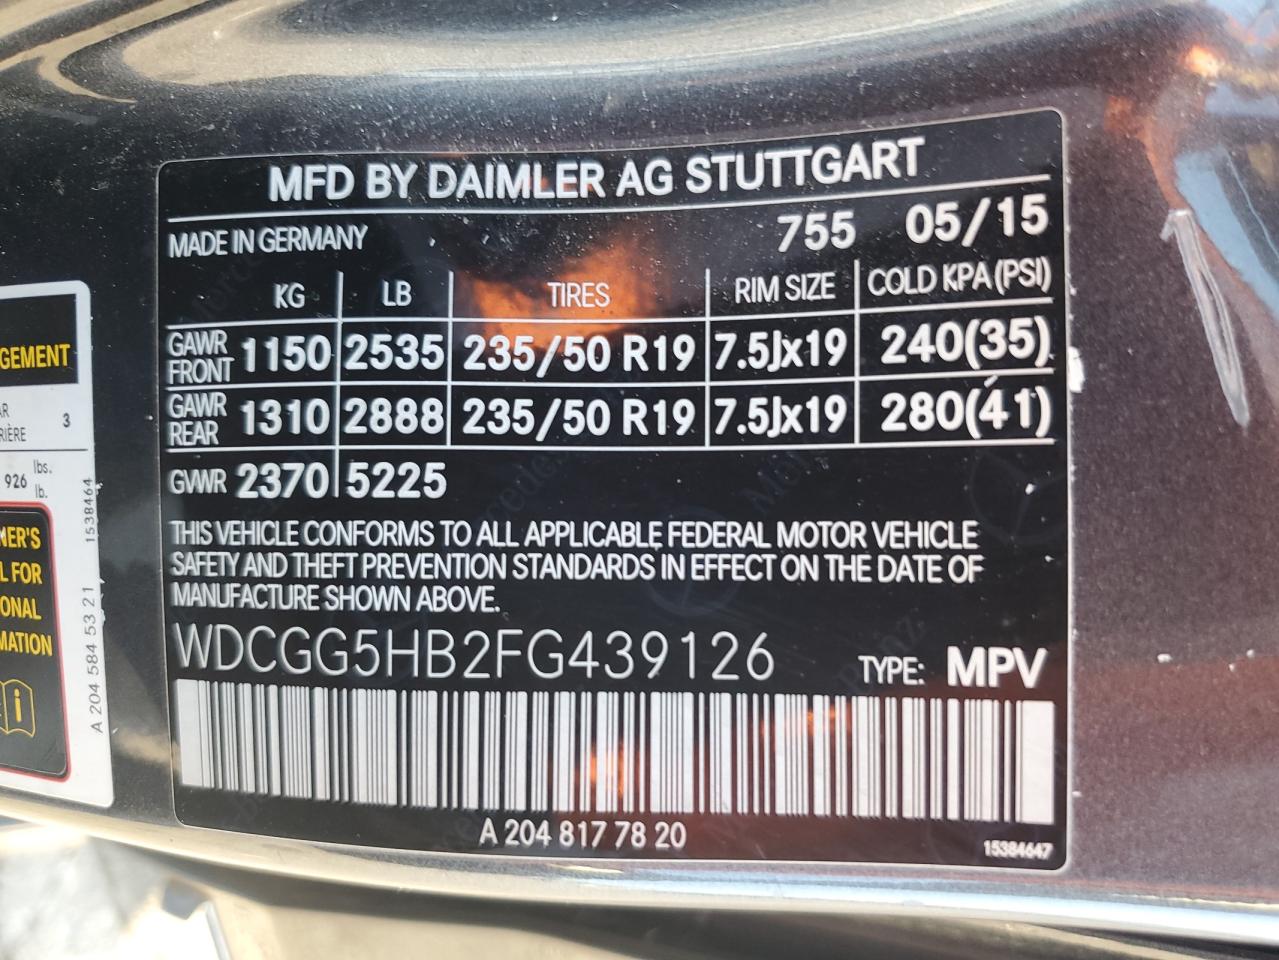 MFD BY DAIMLER AG STUTTGART
MADE IN GERMANY 755 05/15
KG LB TIRES RIM SIZE COLD KPA (PSI)
GAWR FRONT 1150 2535 235/50 R19 7.5Jx19 240(35)
GAWR REAR 1310 2888 235/50 R19 7.5Jx19 280(41)
GVWR 2370 5225
THIS VEHICLE CONFORMS TO ALL APPLICABLE FEDERAL MOTOR VEHICLE
SAFETY AND THEFT PREVENTION STANDARDS IN EFFECT ON THE DATE OF
MANUFACTURE SHOWN ABOVE.
WDCGG5HB2FG439126 TYPE: MPV
A 204 817 78 20
15384647
GEMENT
AR 3
RIÈRE
926 lbs.
lb.
NER'S
L FOR
ONAL
MATION
i
A 204 584 53 21 1538464